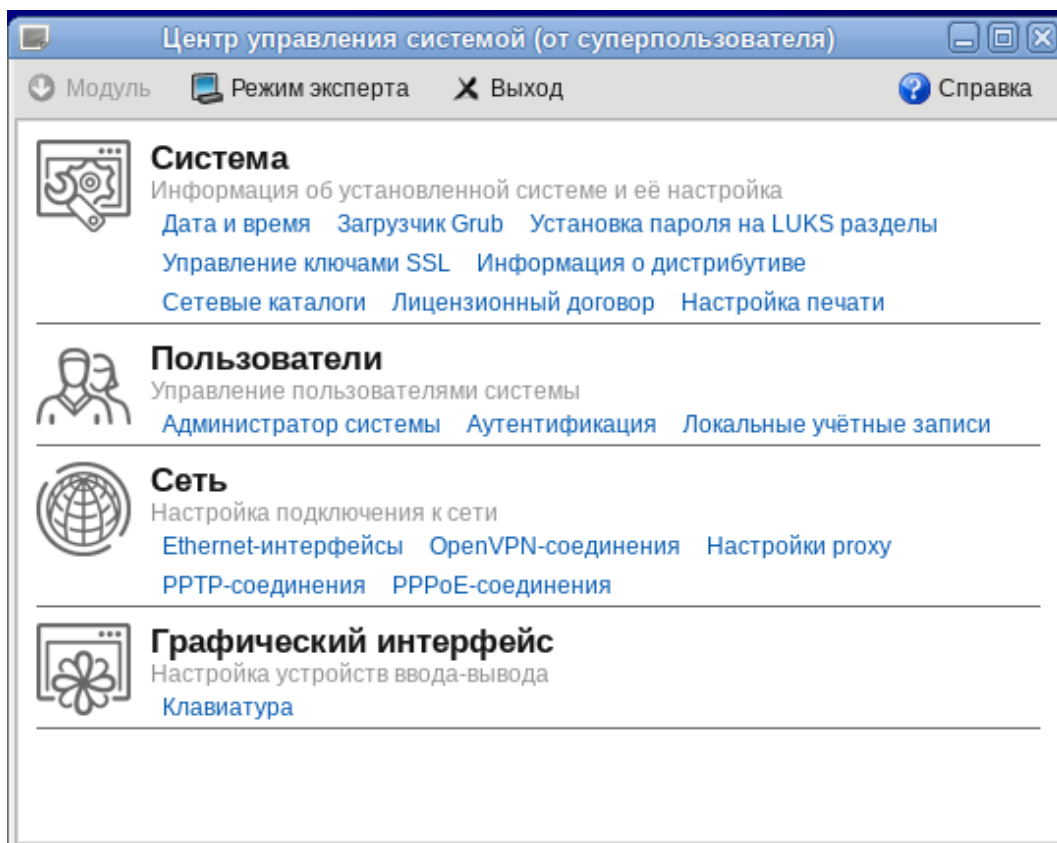 Центр управления системой (от суперпользователя)
Модуль Режим эксперта Выход Справка
Система
Информация об установленной системе и её настройка
Дата и время Загрузчик Grub Установка пароля на LUKS разделы
Управление ключами SSL Информация о дистрибутиве
Сетевые каталоги Лицензионный договор Настройка печати
Пользователи
Управление пользователями системы
Администратор системы Аутентификация Локальные учётные записи
Сеть
Настройка подключения к сети
Ethernet-интерфейсы OpenVPN-соединения Настройки proxy
PPTP-соединения PPPoE-соединения
Графический интерфейс
Настройка устройств ввода-вывода
Клавиатура